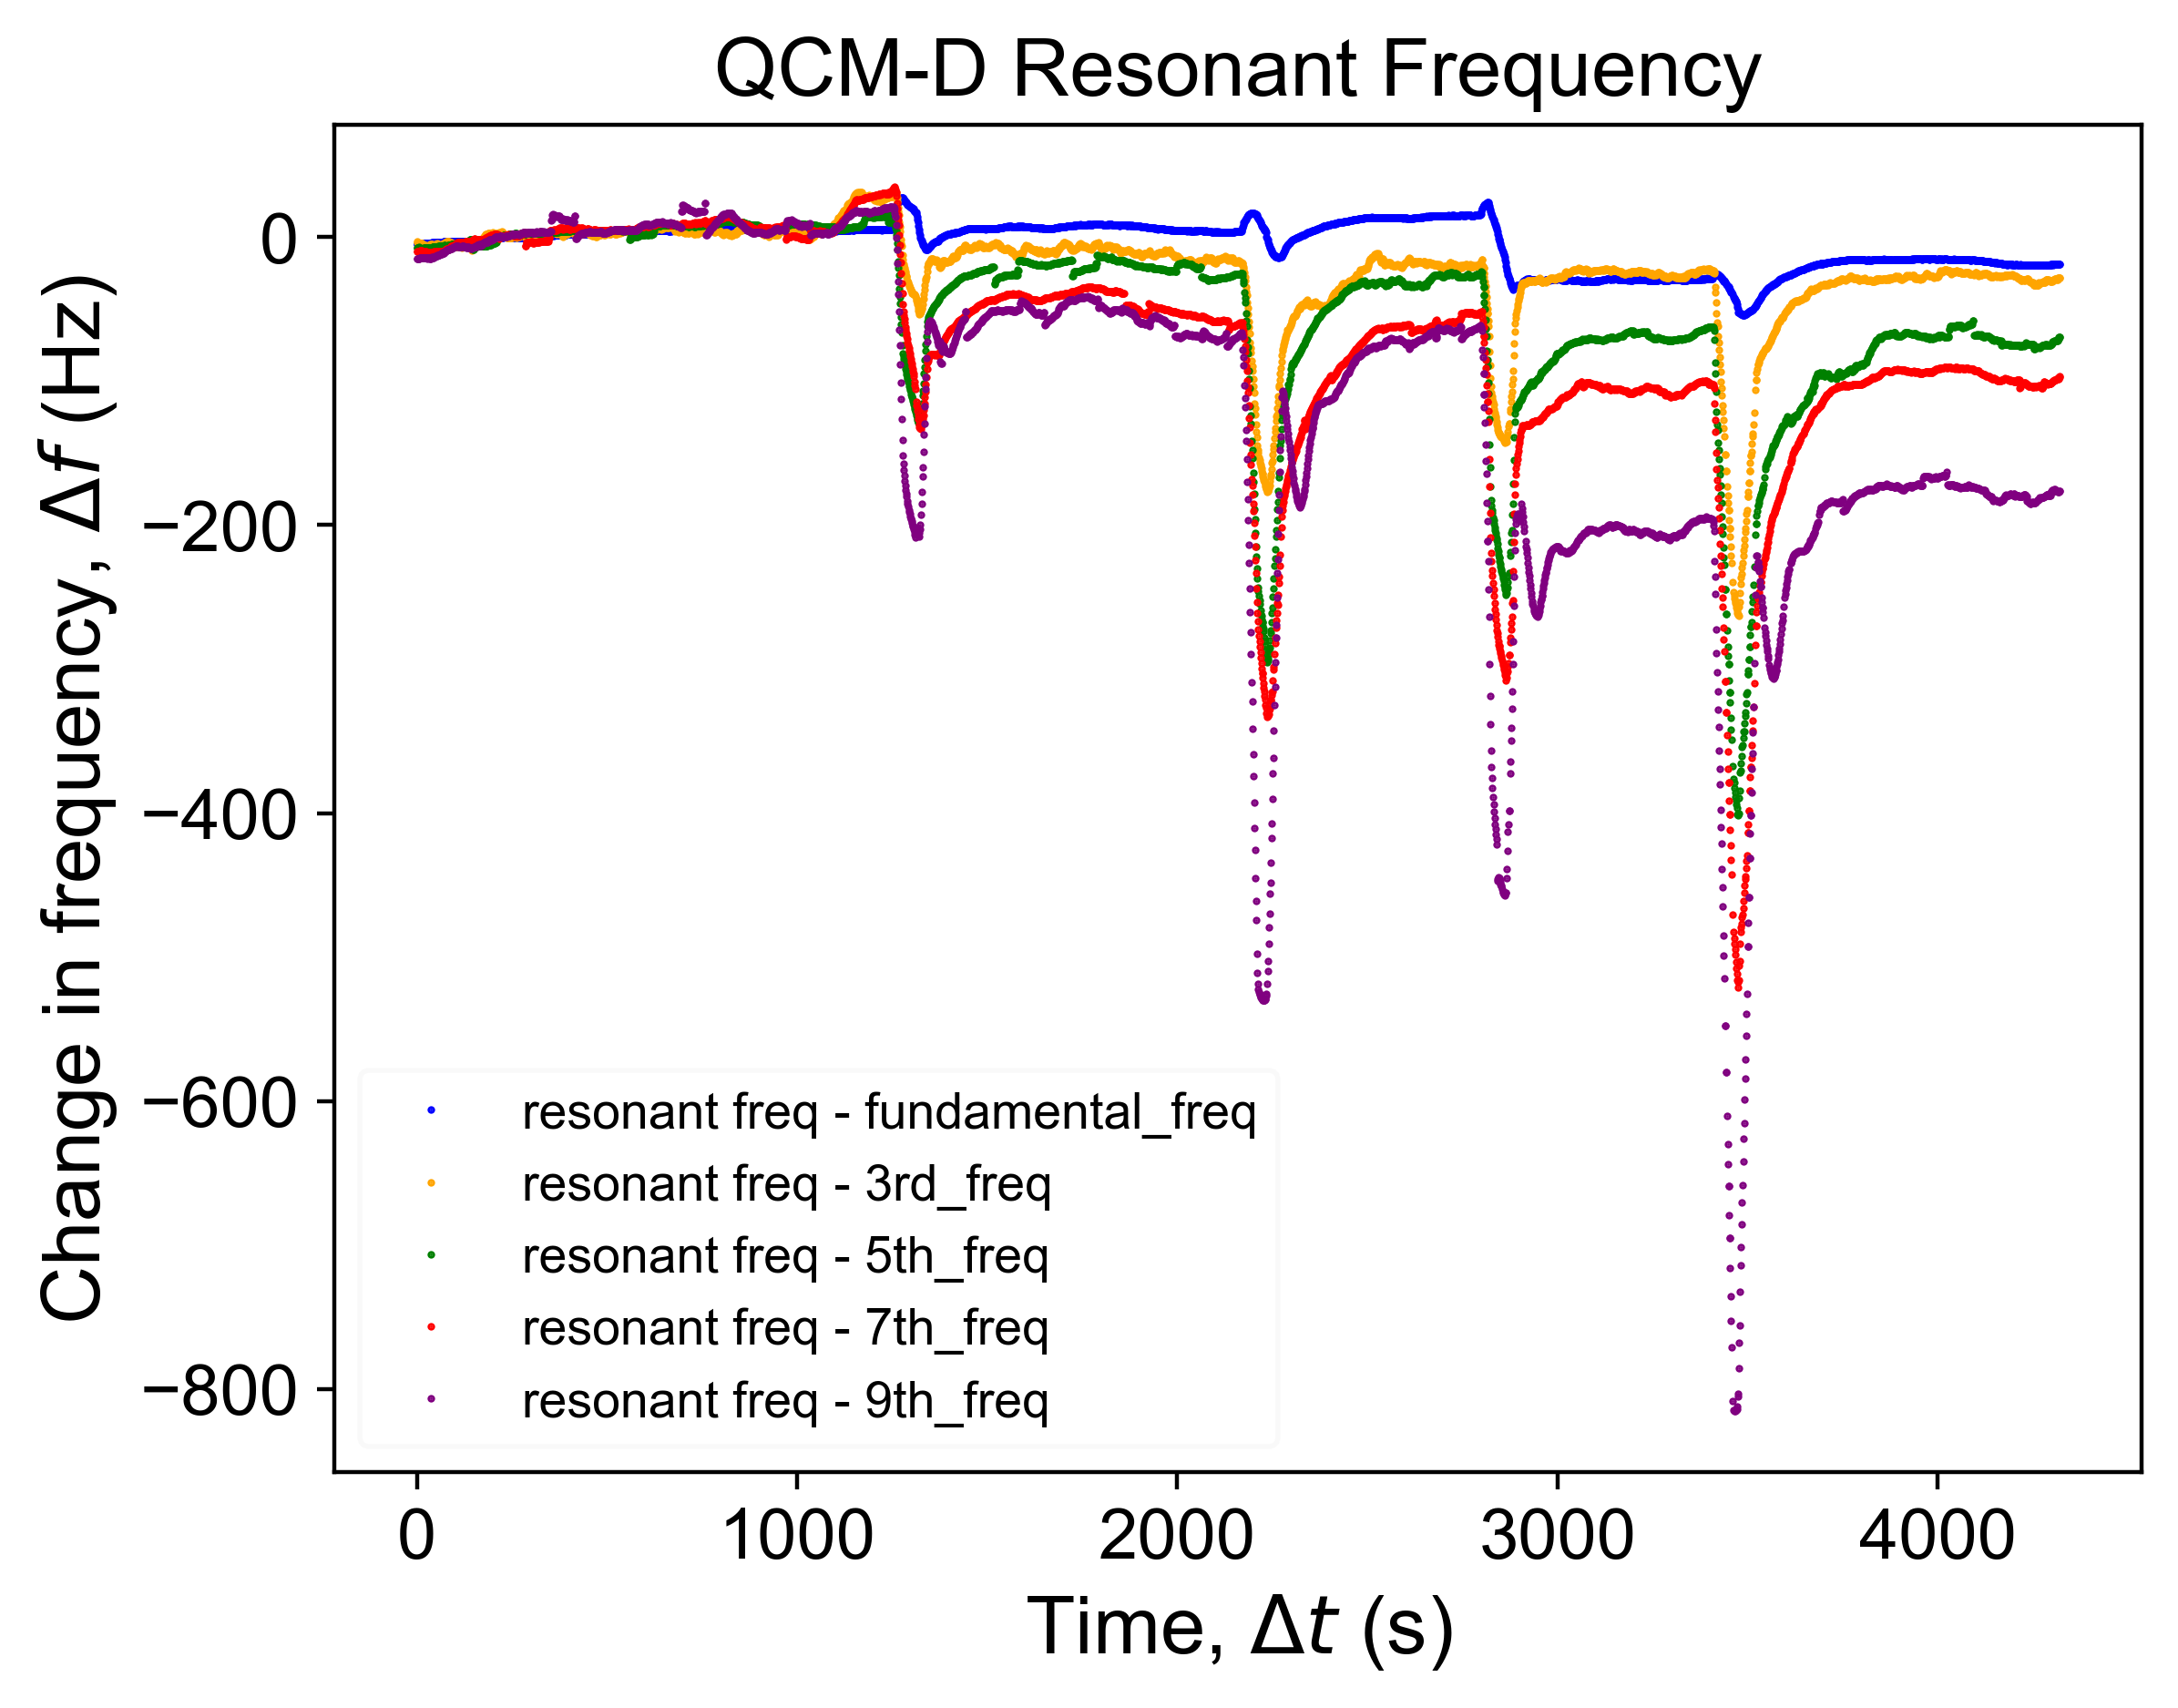 QCM-D Resonant Frequency
Change in frequency, Δf (Hz)
0
−200
−400
−600
−800
resonant freq - fundamental_freq
resonant freq - 3rd_freq
resonant freq - 5th_freq
resonant freq - 7th_freq
resonant freq - 9th_freq
0 1000 2000 3000 4000
Time, Δt (s)